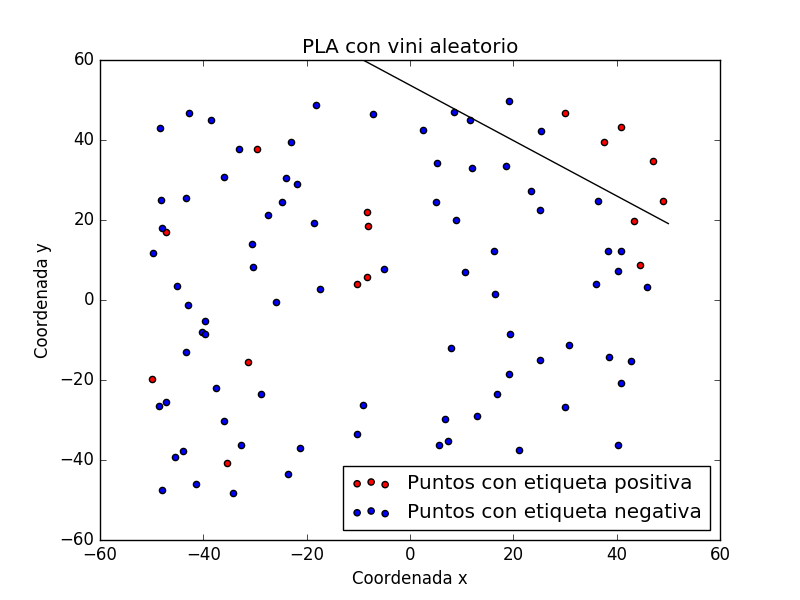 PLA con vini aleatorio
60
40
20
0
−20
−40
−60
Coordenada y
Puntos con etiqueta positiva
Puntos con etiqueta negativa
−60 −40 −20 0 20 40 60
Coordenada x